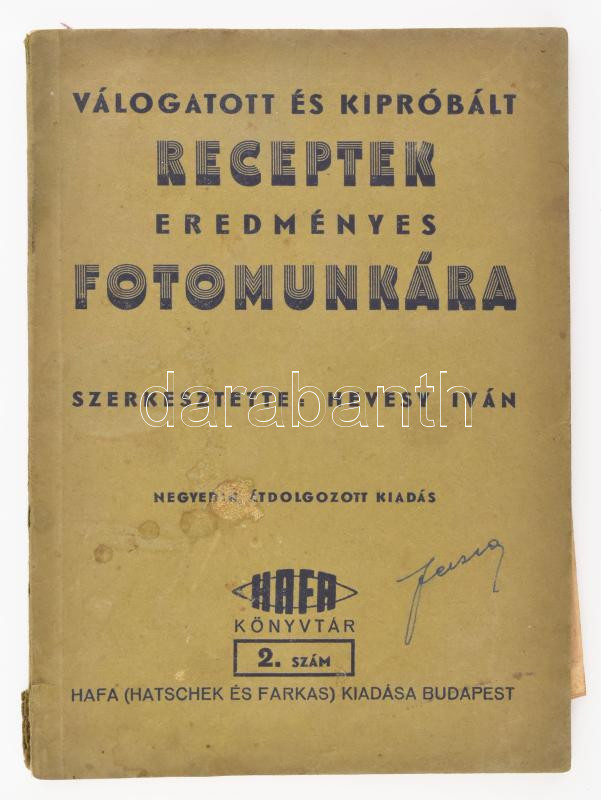 VÁLOGATOTT ÉS KIPRÓBÁLT
RECEPTEK
EREDMÉNYES
FOTOMUNKÁRA
darabanth
SZERKESZTETTE: HEVESY IVÁN
ÁTDOLGOZOTT KIADÁS
HAFA
KÖNYVTÁR
2. SZÁM
HAFA (HATSCHEK ÉS FARKAS) KIADÁSA BUDAPEST